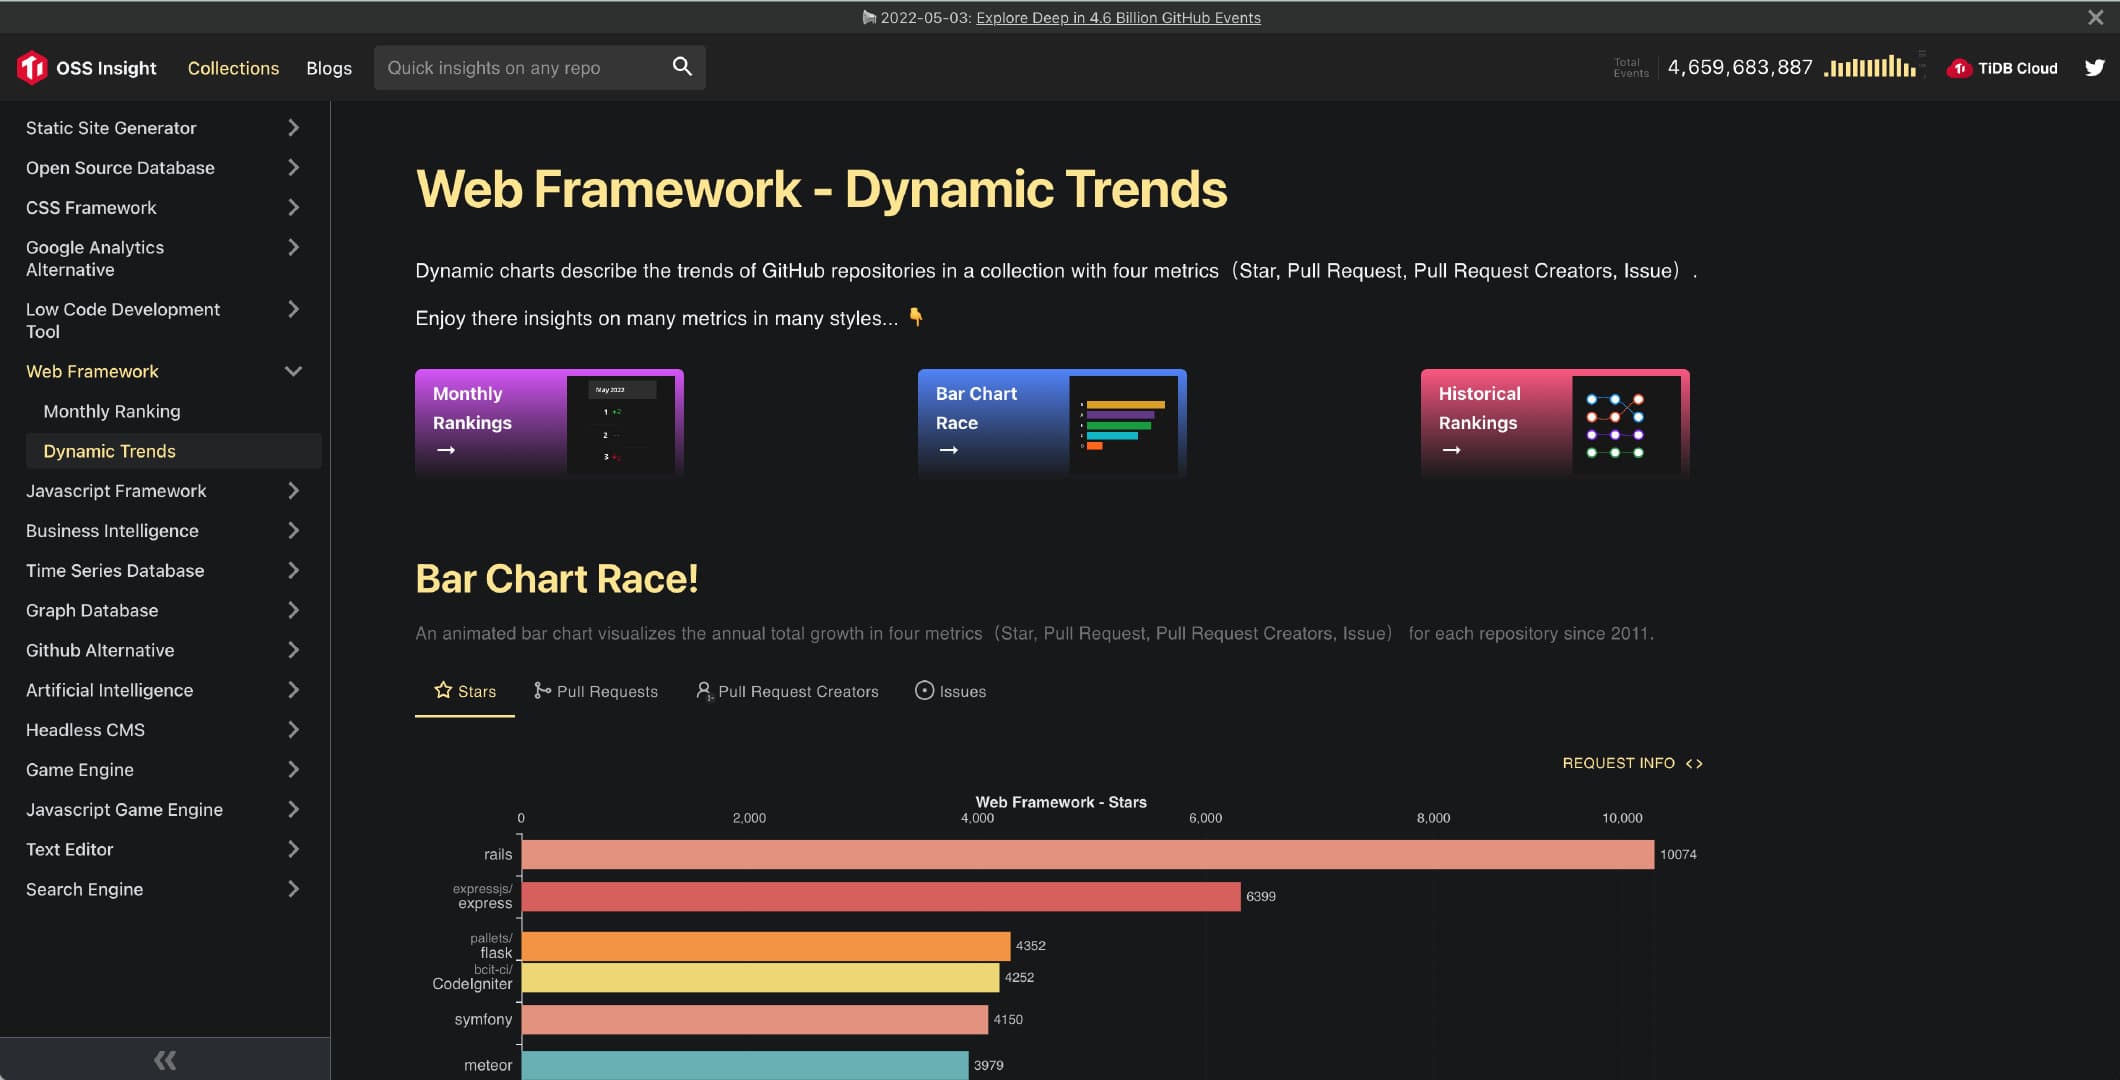 2022-05-03: Explore Deep in 4.6 Billion GitHub Events
OSS Insight
Collections
Blogs
Quick insights on any repo
Total
Events
4,659,683,887
TiDB Cloud
Static Site Generator
Open Source Database
CSS Framework
Google Analytics
Alternative
Low Code Development
Tool
Web Framework
Monthly Ranking
Dynamic Trends
Javascript Framework
Business Intelligence
Time Series Database
Graph Database
Github Alternative
Artificial Intelligence
Headless CMS
Game Engine
Javascript Game Engine
Text Editor
Search Engine
Web Framework - Dynamic Trends
Dynamic charts describe the trends of GitHub repositories in a collection with four metrics（Star, Pull Request, Pull Request Creators, Issue）.
Enjoy there insights on many metrics in many styles... 👇
Monthly
Rankings
→
May 2022
1 +2
2 --
3
Bar Chart
Race
→
Historical
Rankings
→
Bar Chart Race!
An animated bar chart visualizes the annual total growth in four metrics（Star, Pull Request, Pull Request Creators, Issue） for each repository since 2011.
Stars
Pull Requests
Pull Request Creators
Issues
REQUEST INFO <>
Web Framework - Stars
0 2,000 4,000 6,000 8,000 10,000
rails 10074
expressjs/
express 6399
pallets/
flask 4352
bcit-ci/
CodeIgniter 4252
symfony 4150
meteor 3979